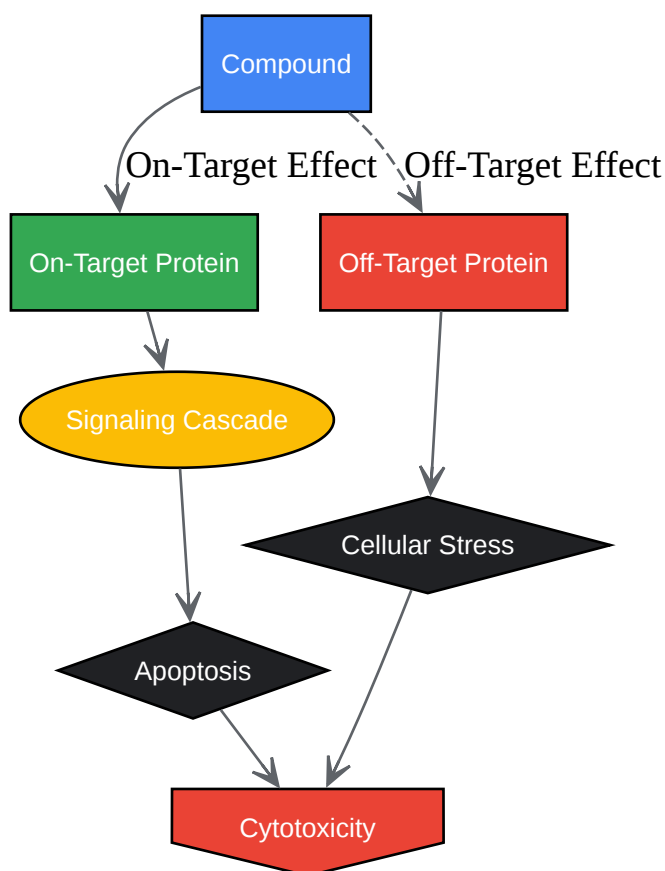 Compound
On-Target Effect
Off-Target Effect
On-Target Protein
Off-Target Protein
Signaling Cascade
Cellular Stress
Apoptosis
Cytotoxicity